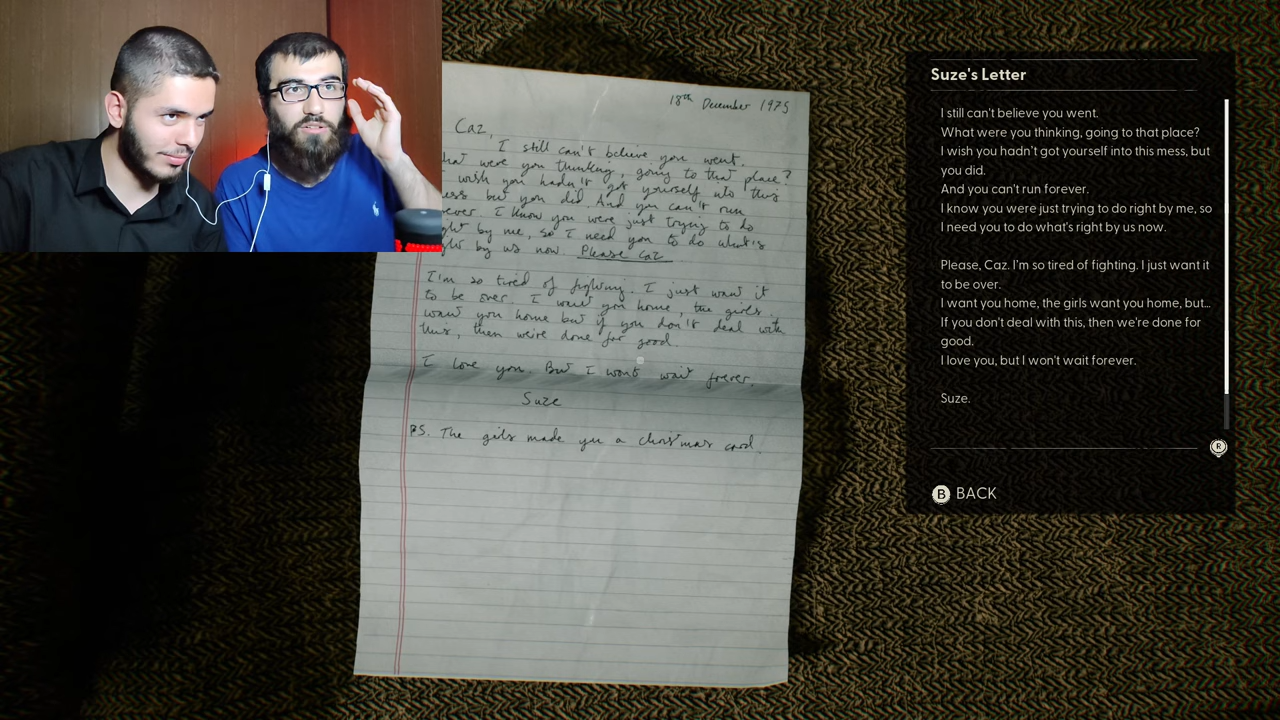 18th December 1975
Caz,
I still can't believe you went.
hat were you thinking, going to that place?
wish you hadn't got yourself into this
ess but you did. And you can't run
ever. I know you were just trying to do
ght by me, so I need you to do what's
ght by us now. Please Caz
I'm so tired of fighting. I just want it
to be over. I want you home, the girls
want you home but if you don't deal with
this, then we're done for good.
I love you. But I won't wait forever.
Suze
PS. The girls made you a christmas card.
Suze's Letter
I still can't believe you went.
What were you thinking, going to that place?
I wish you hadn't got yourself into this mess, but
you did.
And you can't run forever.
I know you were just trying to do right by me, so
I need you to do what's right by us now.
Please, Caz. I'm so tired of fighting. I just want it
to be over.
I want you home, the girls want you home, but...
If you don't deal with this, then we're done for
good.
I love you, but I won't wait forever.
Suze.
R
B BACK